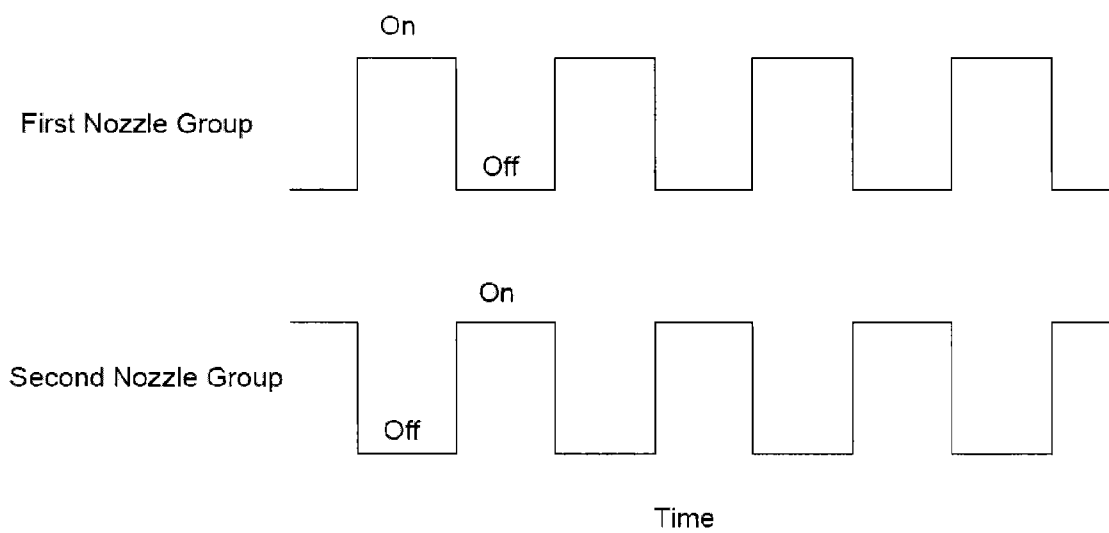 On
First Nozzle Group
Off
On
Second Nozzle Group
Off
Time